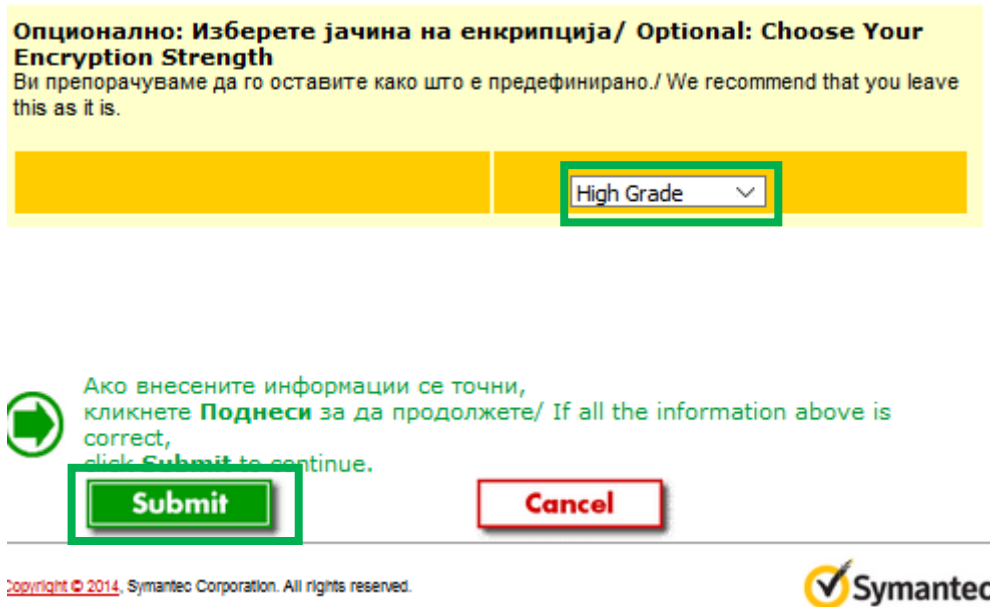 Опционално: Изберете јачина на енкрипција/ Optional: Choose Your
Encryption Strength
Ви препорачуваме да го оставите како што е предефинирано./ We recommend that you leave
this as it is.
High Grade
Ако внесените информации се точни,
кликнете Поднеси за да продолжете/ If all the information above is
correct,
click Submit to continue.
Submit
Cancel
Copyright © 2014, Symantec Corporation. All rights reserved.
Symantec